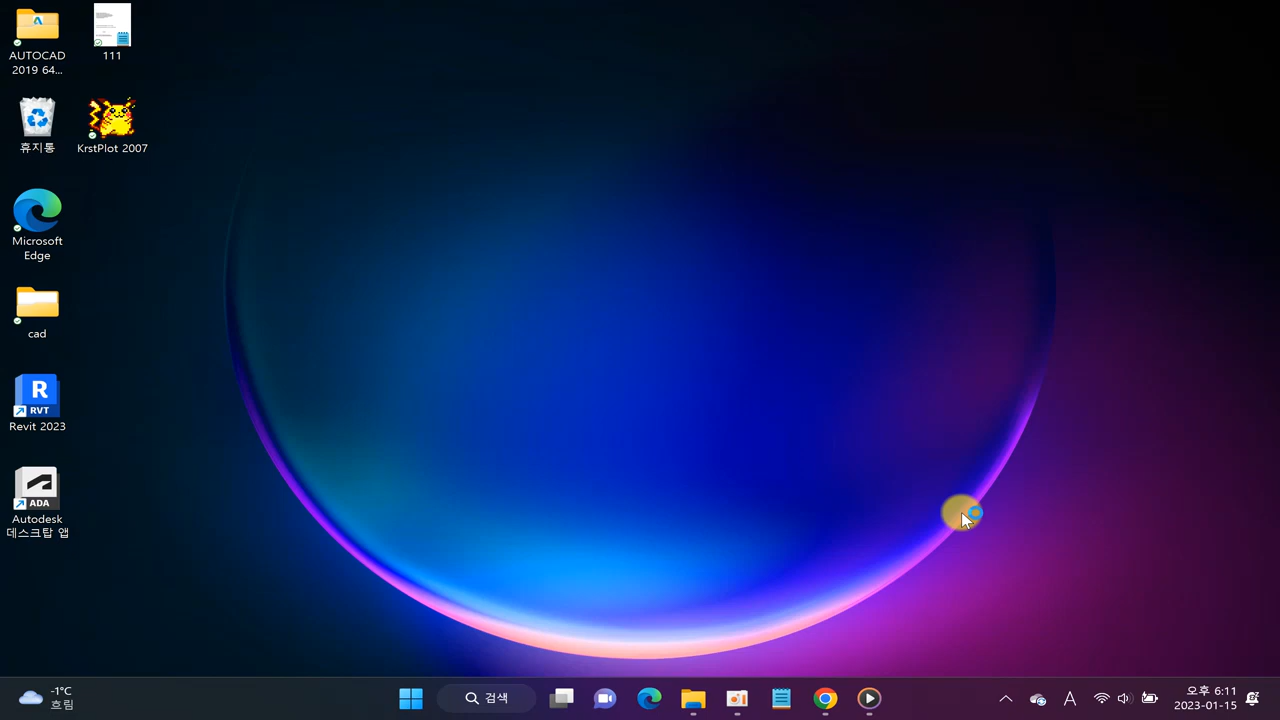 AUTOCAD
2019 64...
111
휴지통
KrstPlot 2007
Microsoft
Edge
cad
R
RVT
Revit 2023
ADA
Autodesk
데스크탑 앱
-1°C
흐림
검색
A
오후 6:11
2023-01-15